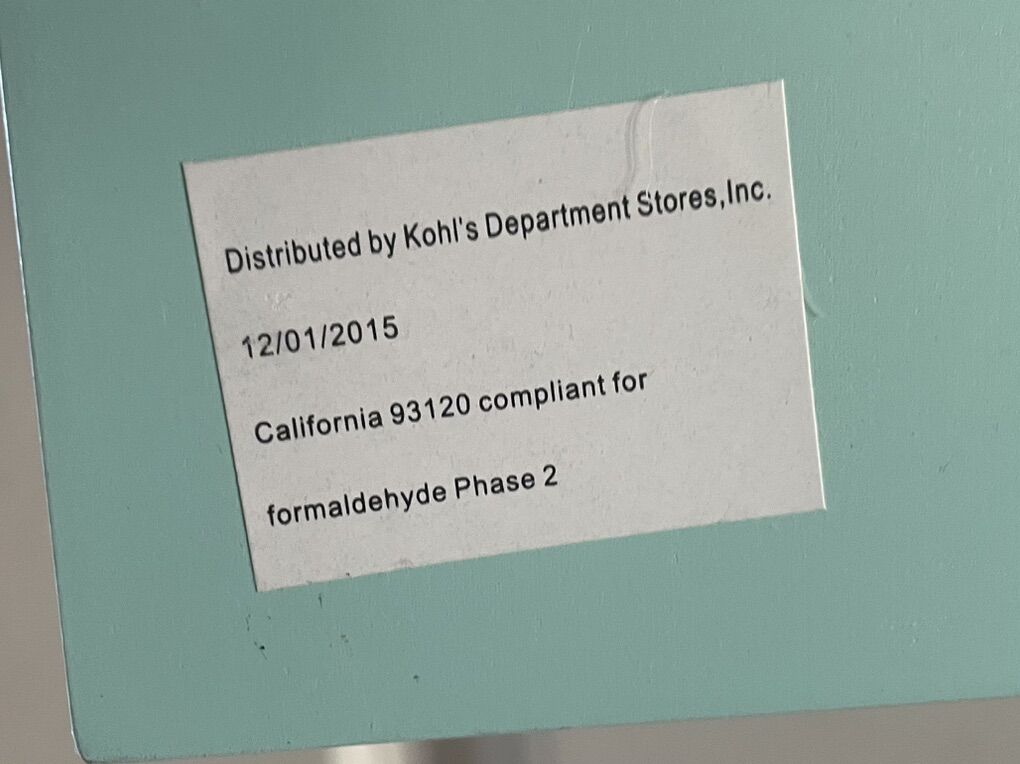 Distributed by Kohl's Department Stores,Inc.
12/01/2015
California 93120 compliant for
formaldehyde Phase 2